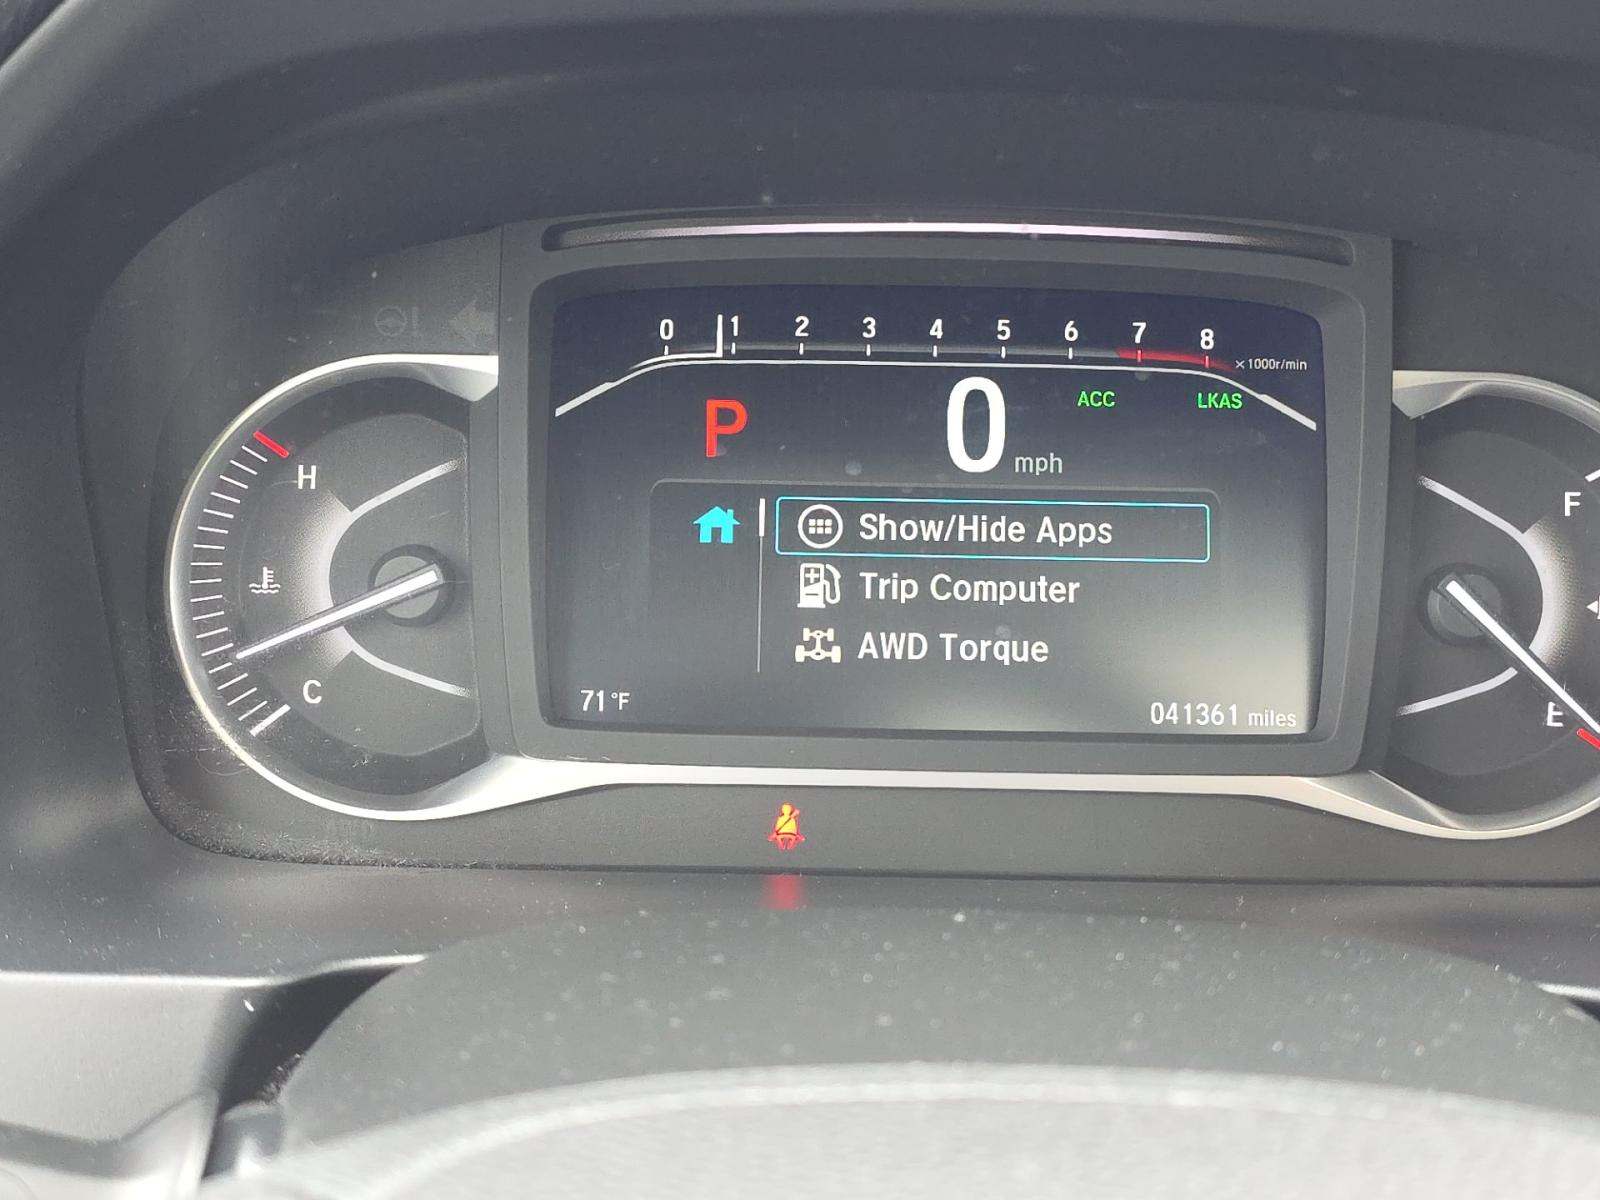 0 1 2 3 4 5 6 7 8
×1000r/min
P 0 mph ACC LKAS
H
F
Show/Hide Apps
Trip Computer
AWD Torque
C
E
71°F
041361 miles